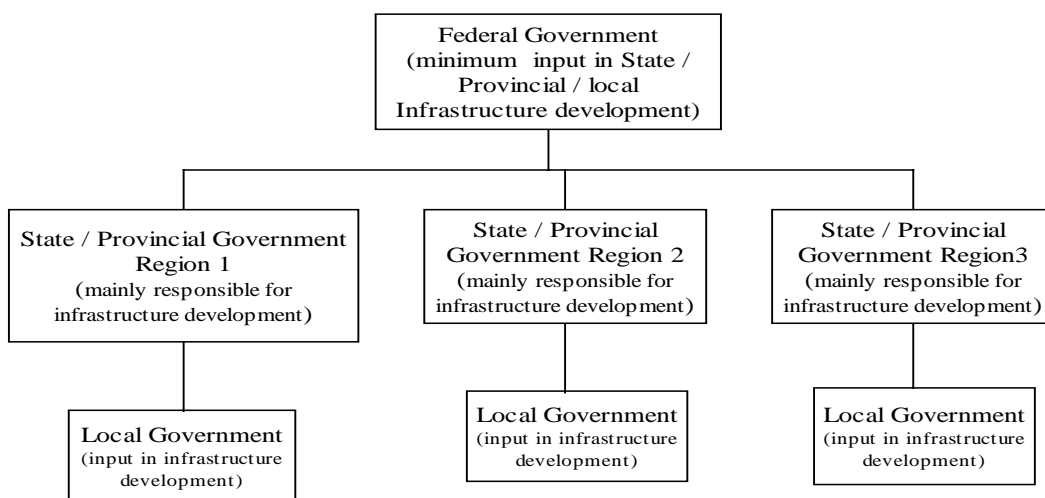 Federal Government
(minimum input in State /
Provincial / local
Infrastructure development)
State / Provincial Government
Region 1
(mainly responsible for
infrastructure development)
State / Provincial
Government Region 2
(mainly responsible for
infrastructure development)
State / Provincial
Government Region3
(mainly responsible for
infrastructure development)
Local Government
(input in infrastructure
development)
Local Government
(input in infrastructure
development)
Local Government
(input in infrastructure
development)